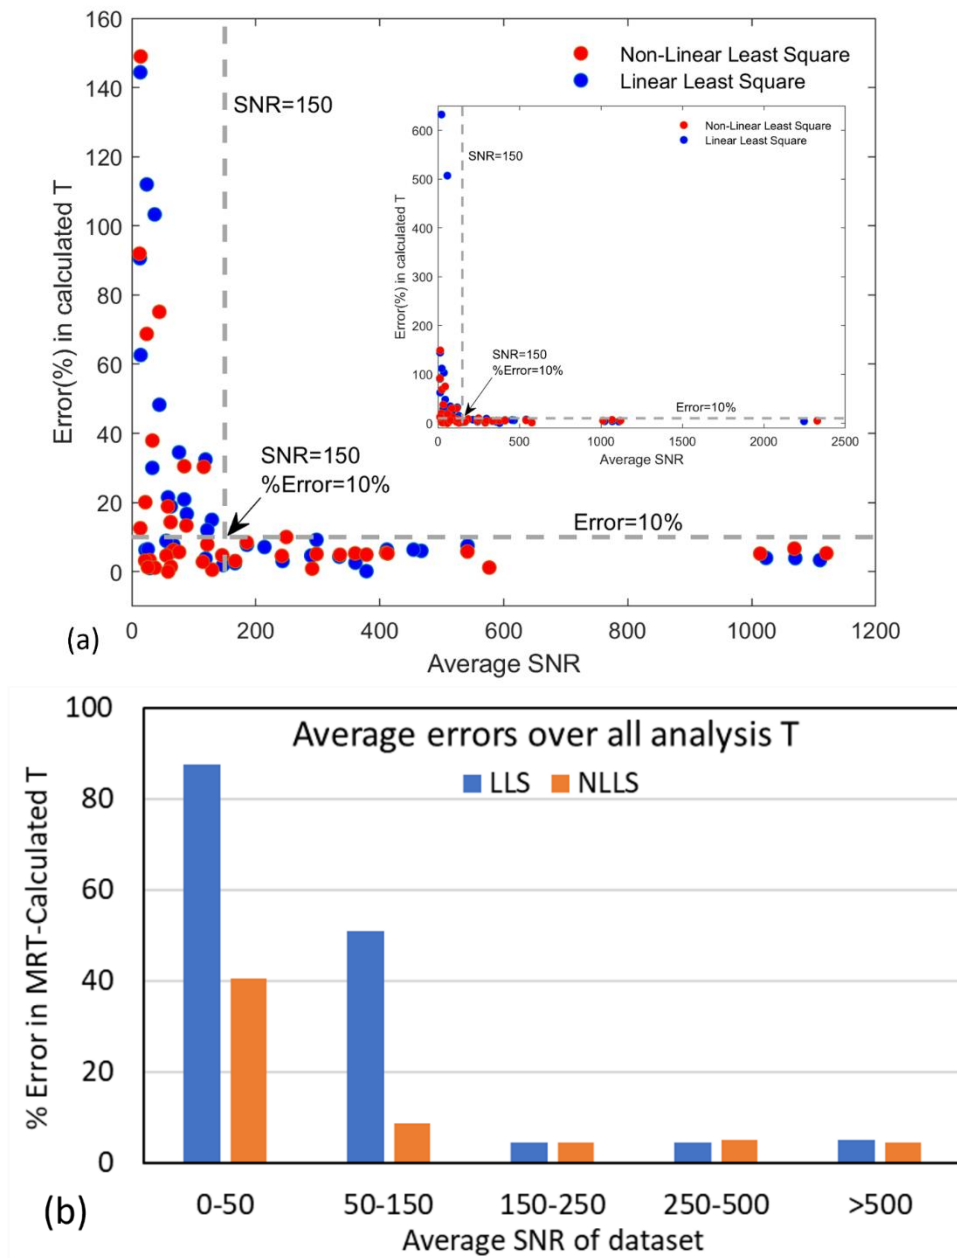 160
140
120
100
80
60
40
20
0
Error(%) in calculated T
Non-Linear Least Square
Linear Least Square
SNR=150
SNR=150
%Error=10%
Error=10%
0 200 400 600 800 1000 1200
Average SNR
(a)
600
500
400
300
200
100
0
Error(%) in calculated T
Non-Linear Least Square
Linear Least Square
SNR=150
SNR=150
%Error=10%
Error=10%
0 500 1000 1500 2000 2500
Average SNR
Average errors over all analysis T
LLS NLLS
100
80
60
40
20
0
% Error in MRT-Calculated T
0-50 50-150 150-250 250-500 >500
Average SNR of dataset
(b)